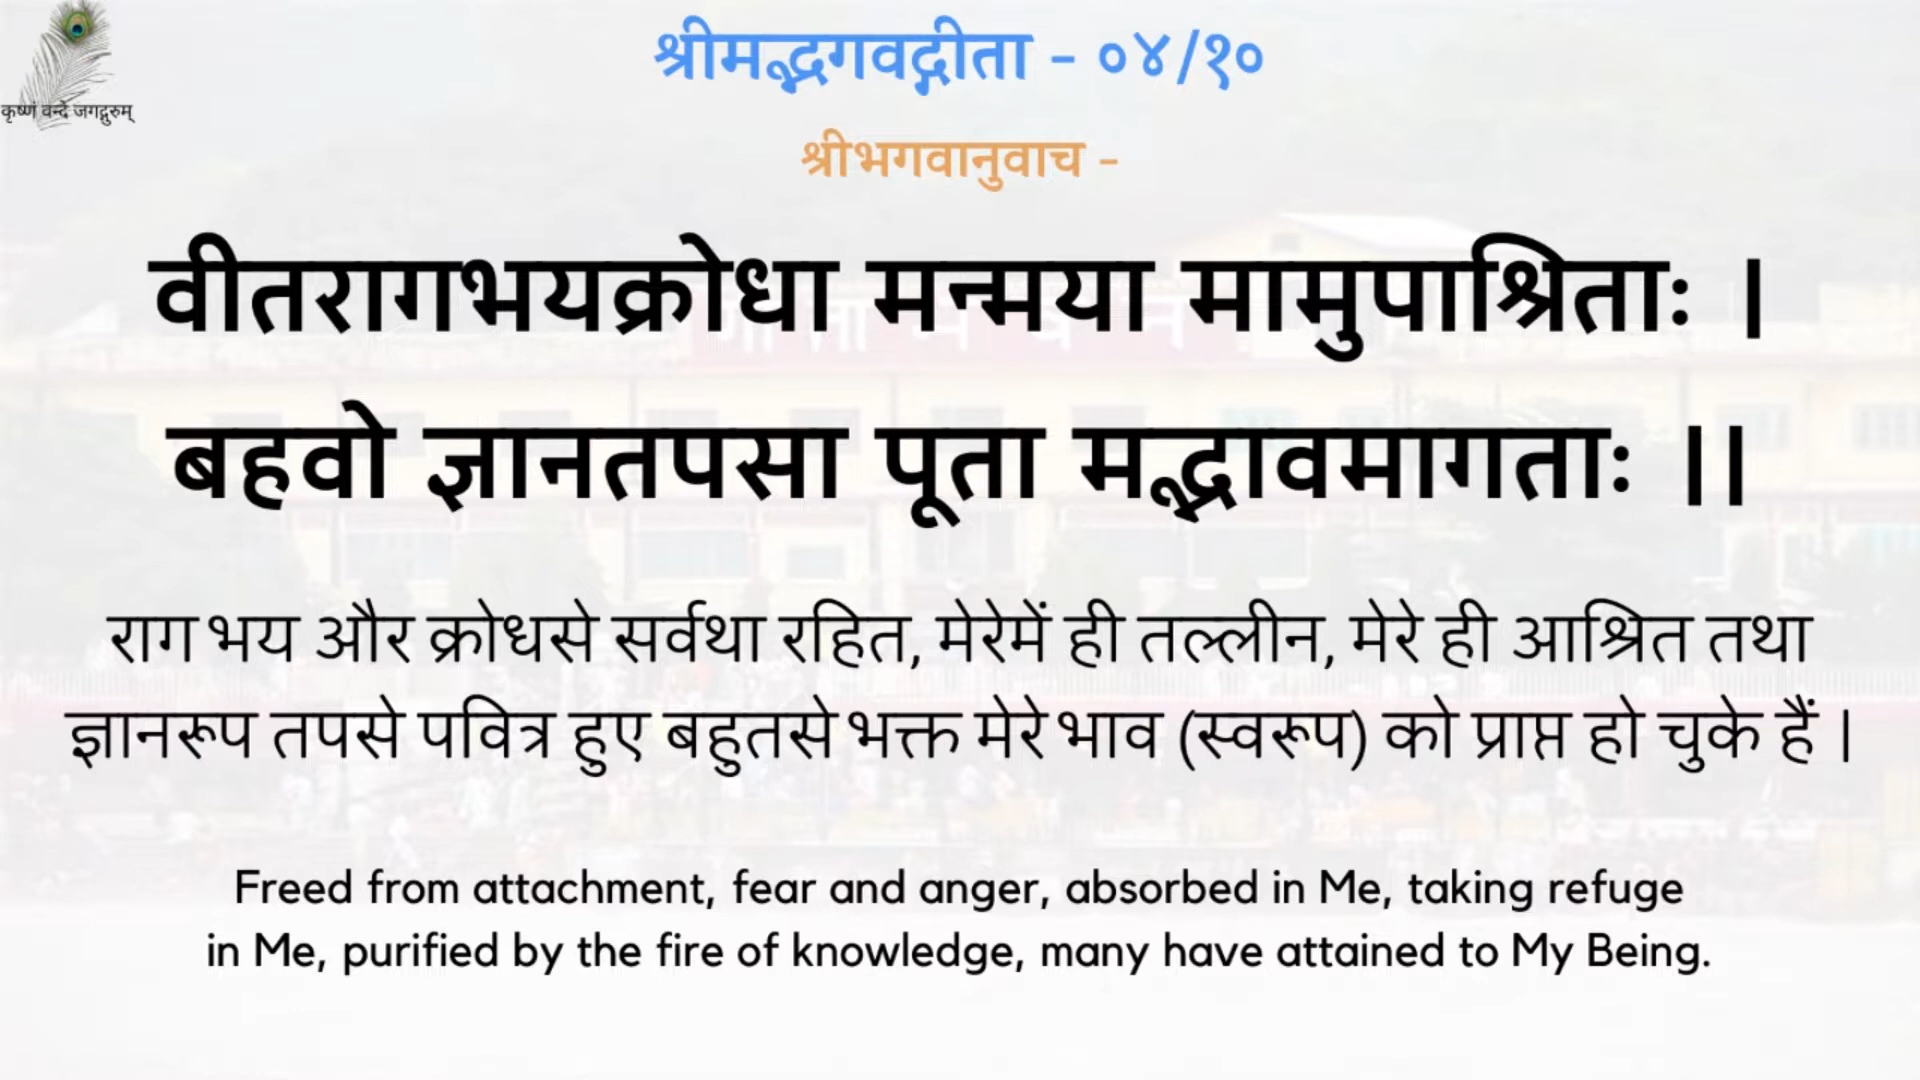 श्रीमद्भगवद्गीता - ०४/१०
कृष्णं वन्दे जगद्गुरुम्
श्रीभगवानुवाच -
वीतरागभयक्रोधा मन्मया मामुपाश्रिताः ।
बहवो ज्ञानतपसा पूता मद्भावमागताः ।।
राग भय और क्रोधसे सर्वथा रहित, मेरेमें ही तल्लीन, मेरे ही आश्रित तथा
ज्ञानरूप तपसे पवित्र हुए बहुतसे भक्त मेरे भाव (स्वरूप) को प्राप्त हो चुके हैं ।
Freed from attachment, fear and anger, absorbed in Me, taking refuge
in Me, purified by the fire of knowledge, many have attained to My Being.